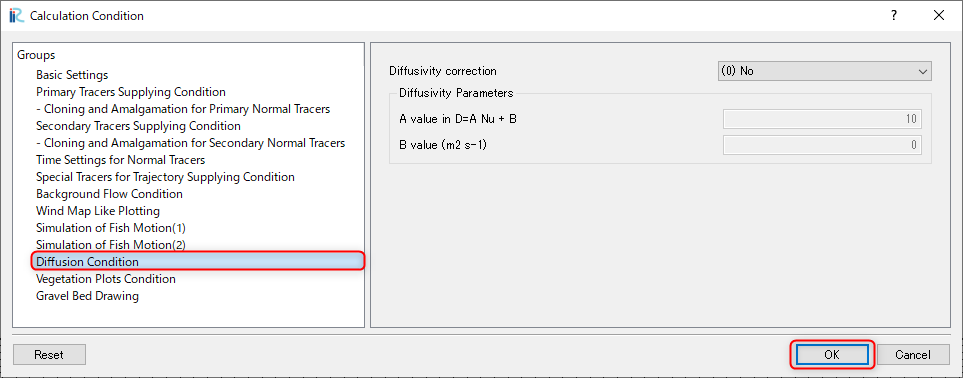 Calculation Condition
?
Groups
Basic Settings
Primary Tracers Supplying Condition
- Cloning and Amalgamation for Primary Normal Tracers
Secondary Tracers Supplying Condition
- Cloning and Amalgamation for Secondary Normal Tracers
Time Settings for Normal Tracers
Special Tracers for Trajectory Supplying Condition
Background Flow Condition
Wind Map Like Plotting
Simulation of Fish Motion(1)
Simulation of Fish Motion(2)
Diffusion Condition
Vegetation Plots Condition
Gravel Bed Drawing
Diffusivity correction
(0) No
Diffusivity Parameters
A value in D=A Nu + B
10
B value (m2 s-1)
0
Reset
OK
Cancel